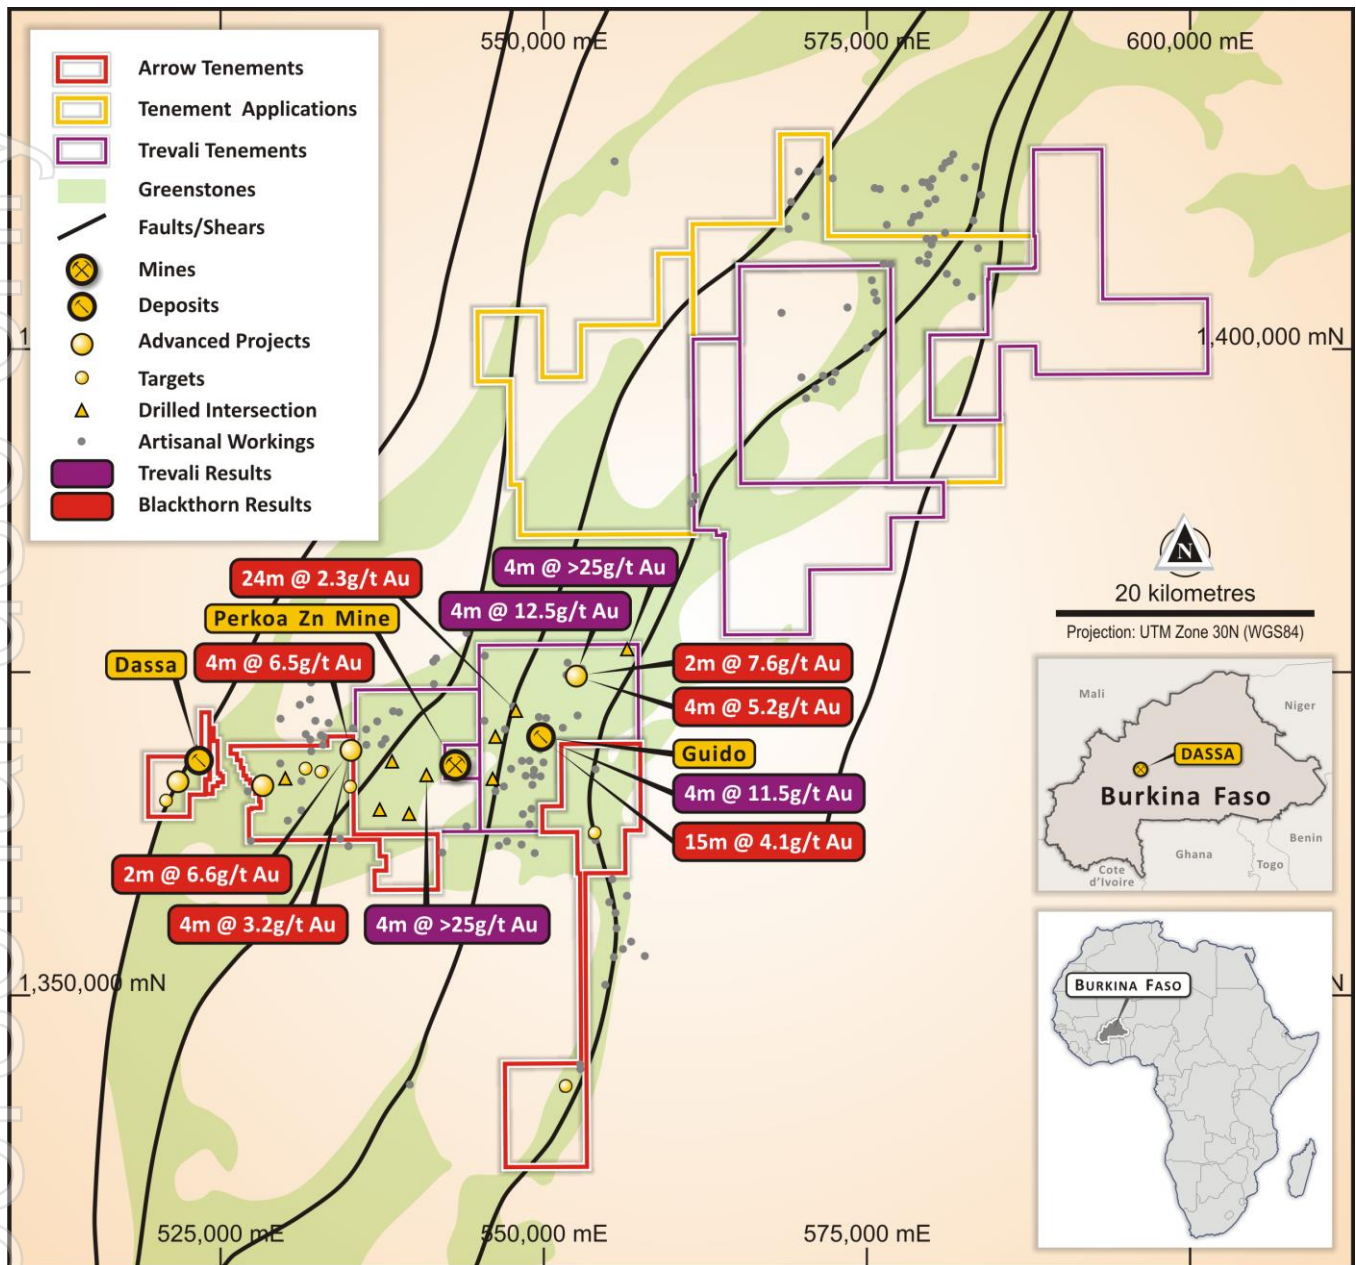 550,000 mE
575,000 mE
600,000 mE
Arrow Tenements
Tenement Applications
Trevali Tenements
Greenstones
Faults/Shears
Mines
Deposits
Advanced Projects
Targets
Drilled Intersection
Artisanal Workings
Trevali Results
Blackthorn Results
1
1,400,000 mN
N
20 kilometres
Projection: UTM Zone 30N (WGS84)
24m @ 2.3g/t Au
4m @ >25g/t Au
4m @ 12.5g/t Au
Perkoa Zn Mine
Dassa
4m @ 6.5g/t Au
2m @ 7.6g/t Au
4m @ 5.2g/t Au
Guido
4m @ 11.5g/t Au
15m @ 4.1g/t Au
2m @ 6.6g/t Au
4m @ 3.2g/t Au
4m @ >25g/t Au
Mali
Niger
DASSA
Burkina Faso
Benin
Ghana
Togo
Cote
d'Ivoire
1,350,000 mN
N
BURKINA FASO
525,000 mE
550,000 mE
575,000 mE